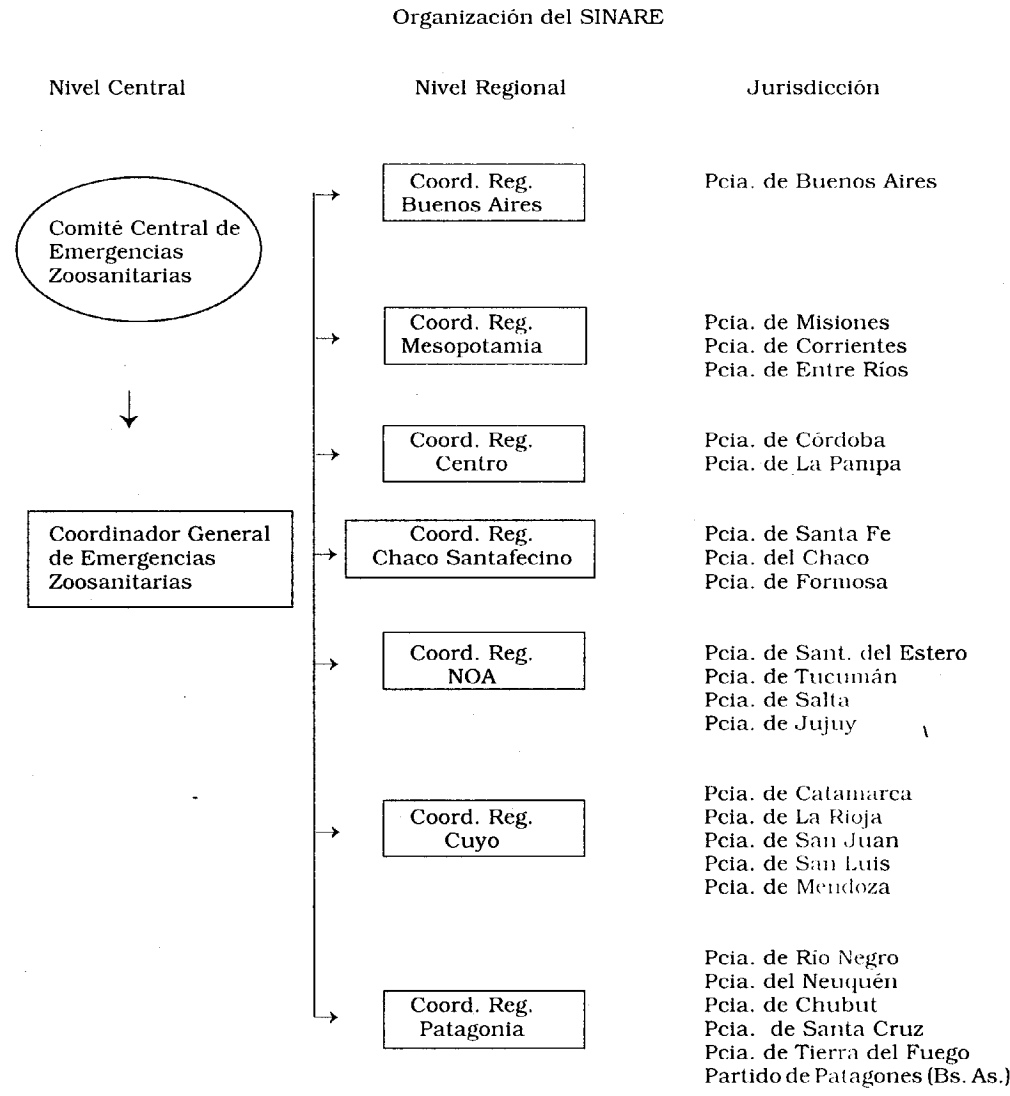 Organización del SINARE
Nivel Central
Nivel Regional
Jurisdicción
Comité Central de
Emergencias
Zoosanitarias
Coordinador General
de Emergencias
Zoosanitarias
Coord. Reg.
Buenos Aires
Pcia. de Buenos Aires
Coord. Reg.
Mesopotamia
Pcia. de Misiones
Pcia. de Corrientes
Pcia. de Entre Ríos
Coord. Reg.
Centro
Pcia. de Córdoba
Pcia. de La Pampa
Coord. Reg.
Chaco Santafecino
Pcia. de Santa Fe
Pcia. del Chaco
Pcia. de Formosa
Coord. Reg.
NOA
Pcia. de Sant. del Estero
Pcia. de Tucumán
Pcia. de Salta
Pcia. de Jujuy
Coord. Reg.
Cuyo
Pcia. de Catamarca
Pcia. de La Rioja
Pcia. de San Juan
Pcia. de San Luis
Pcia. de Mendoza
Coord. Reg.
Patagonia
Pcia. de Río Negro
Pcia. del Neuquén
Pcia. de Chubut
Pcia. de Santa Cruz
Pcia. de Tierra del Fuego
Partido de Patagones (Bs. As.)